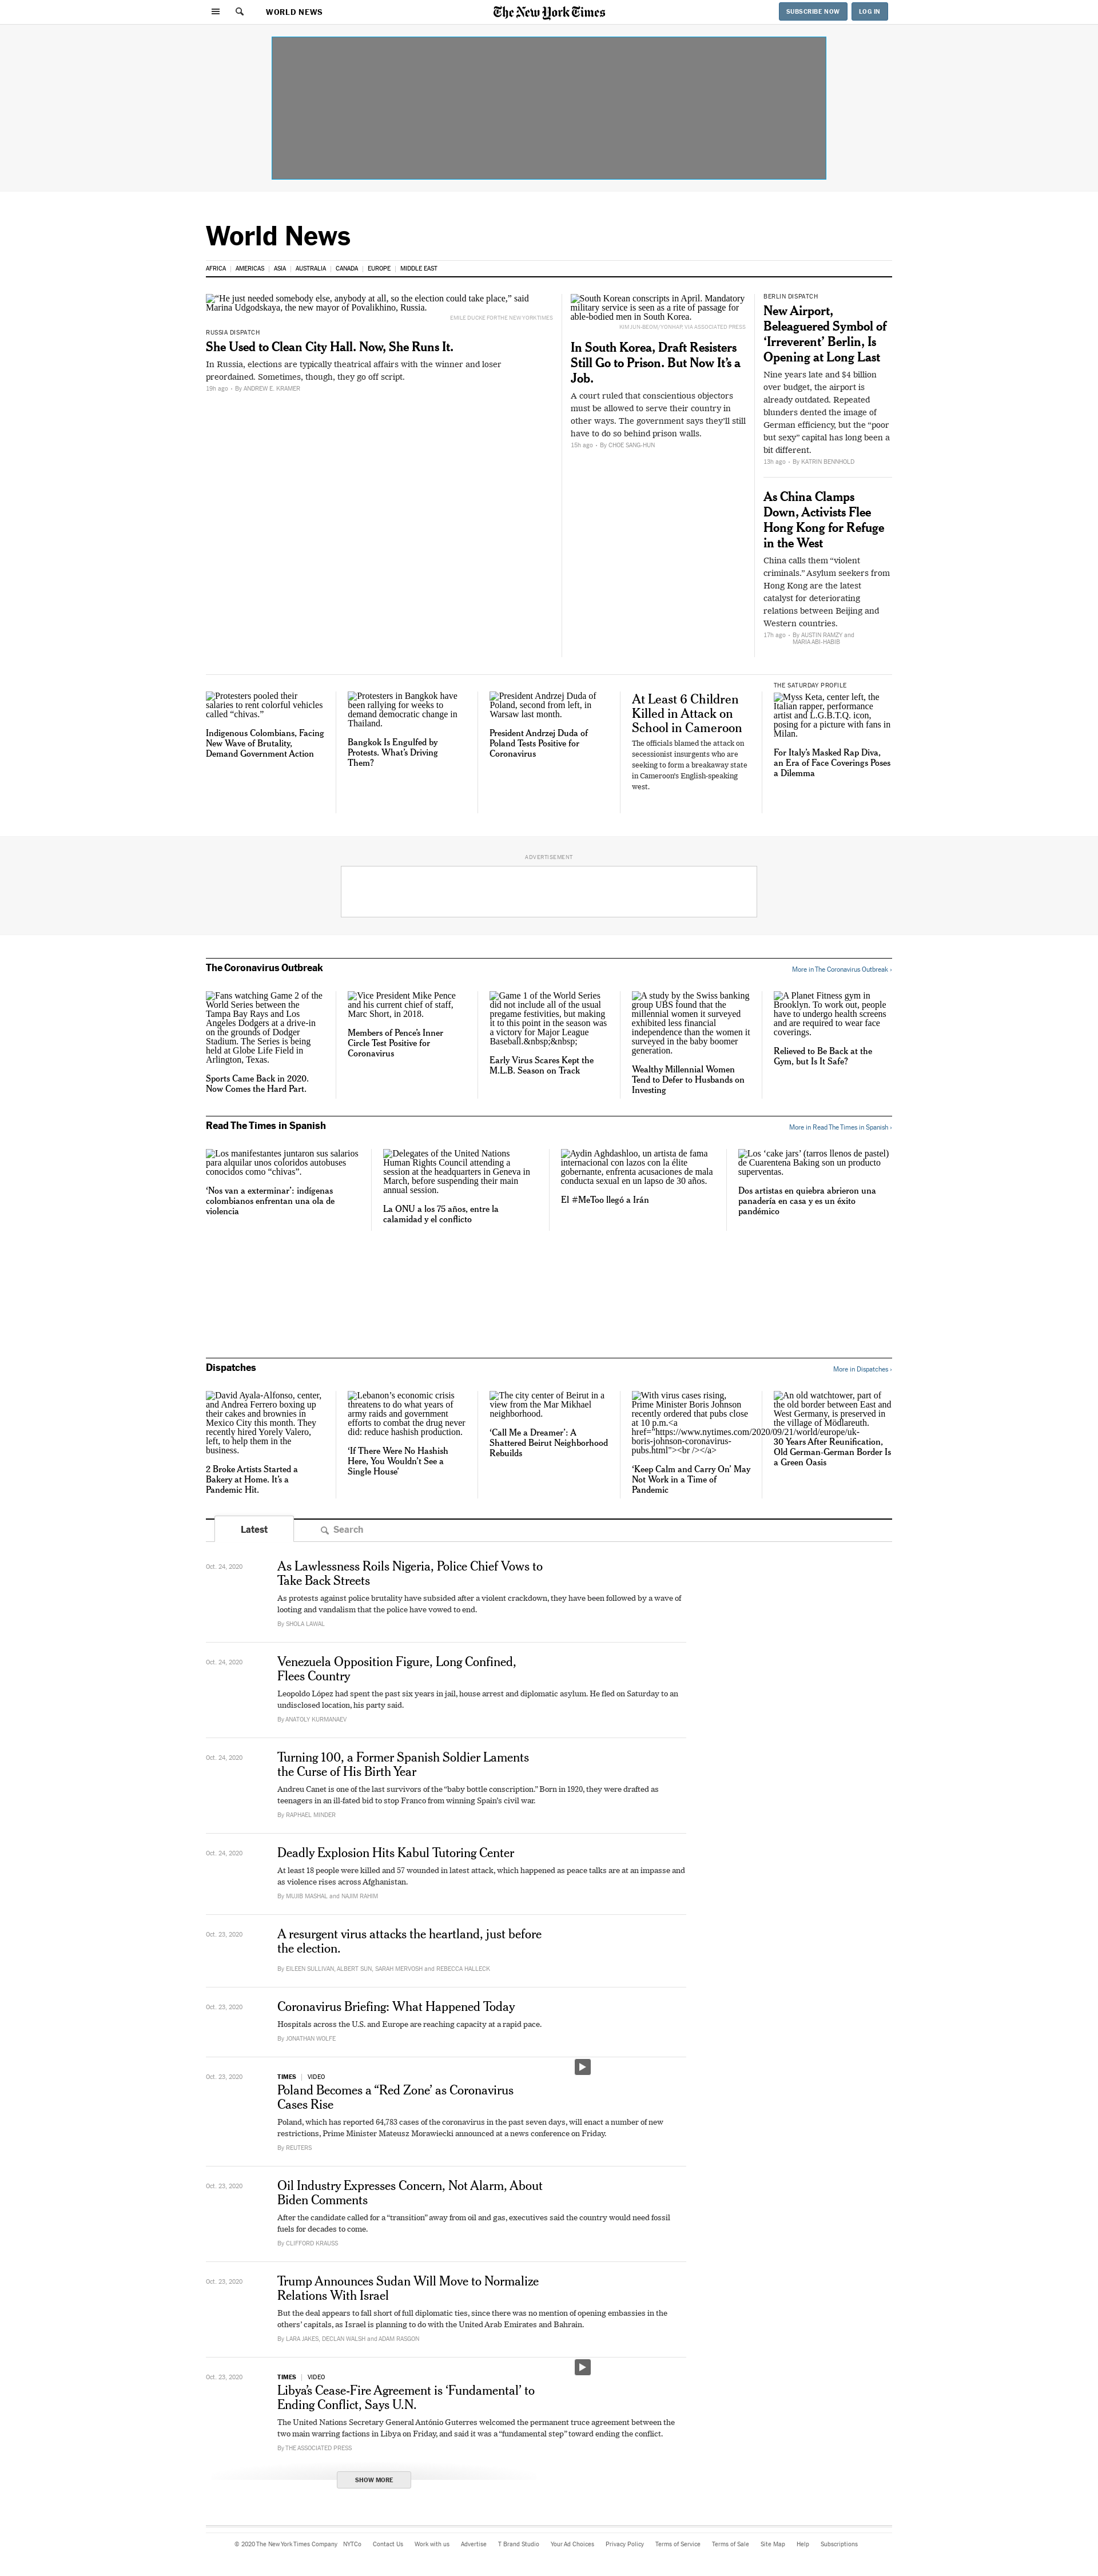 WORLD NEWS
The New York Times
SUBSCRIBE NOW
LOG IN
World News
AFRICA
AMERICAS
ASIA
AUSTRALIA
CANADA
EUROPE
MIDDLE EAST
“He just needed somebody else, anybody at all, so the election could take place,” said
Marina Udgodskaya, the new mayor of Povalikhino, Russia.
EMILE DUCKE FOR THE NEW YORK TIMES
RUSSIA DISPATCH
She Used to Clean City Hall. Now, She Runs It.
In Russia, elections are typically theatrical affairs with the winner and loser
preordained. Sometimes, though, they go off script.
19h ago
By ANDREW E. KRAMER
South Korean conscripts in April. Mandatory
military service is seen as a rite of passage for
able-bodied men in South Korea.
KIM JUN-BEOM/YONHAP, VIA ASSOCIATED PRESS
In South Korea, Draft Resisters
Still Go to Prison. But Now It’s a
Job.
A court ruled that conscientious objectors
must be allowed to serve their country in
other ways. The government says they’ll still
have to do so behind prison walls.
15h ago
By CHOE SANG-HUN
BERLIN DISPATCH
New Airport,
Beleaguered Symbol of
‘Irreverent’ Berlin, Is
Opening at Long Last
Nine years late and $4 billion
over budget, the airport is
already outdated. Repeated
blunders dented the image of
German efficiency, but the “poor
but sexy” capital has long been a
bit different.
13h ago
By KATRIN BENNHOLD
As China Clamps
Down, Activists Flee
Hong Kong for Refuge
in the West
China calls them “violent
criminals.” Asylum seekers from
Hong Kong are the latest
catalyst for deteriorating
relations between Beijing and
Western countries.
17h ago
By AUSTIN RAMZY and
MARIA ABI-HABIB
Protesters pooled their
salaries to rent colorful vehicles
called “chivas.”
Indigenous Colombians, Facing
New Wave of Brutality,
Demand Government Action
Protesters in Bangkok have
been rallying for weeks to
demand democratic change in
Thailand.
Bangkok Is Engulfed by
Protests. What’s Driving
Them?
President Andrzej Duda of
Poland, second from left, in
Warsaw last month.
President Andrzej Duda of
Poland Tests Positive for
Coronavirus
At Least 6 Children
Killed in Attack on
School in Cameroon
The officials blamed the attack on
secessionist insurgents who are
seeking to form a breakaway state
in Cameroon’s English-speaking
west.
THE SATURDAY PROFILE
Myss Keta, center left, the
Italian rapper, performance
artist and L.G.B.T.Q. icon,
posing for a picture with fans in
Milan.
For Italy’s Masked Rap Diva,
an Era of Face Coverings Poses
a Dilemma
ADVERTISEMENT
The Coronavirus Outbreak
More in The Coronavirus Outbreak ›
Fans watching Game 2 of the
World Series between the
Tampa Bay Rays and Los
Angeles Dodgers at a drive-in
on the grounds of Dodger
Stadium. The Series is being
held at Globe Life Field in
Arlington, Texas.
Sports Came Back in 2020.
Now Comes the Hard Part.
Vice President Mike Pence
and his current chief of staff,
Marc Short, in 2018.
Members of Pence’s Inner
Circle Test Positive for
Coronavirus
Game 1 of the World Series
did not include all of the usual
pregame festivities, but making
it to this point in the season was
a victory for Major League
Baseball.&nbsp;&nbsp;
Early Virus Scares Kept the
M.L.B. Season on Track
A study by the Swiss banking
group UBS found that the
millennial women it surveyed
exhibited less financial
independence than the women it
surveyed in the baby boomer
generation.
Wealthy Millennial Women
Tend to Defer to Husbands on
Investing
A Planet Fitness gym in
Brooklyn. To work out, people
have to undergo health screens
and are required to wear face
coverings.
Relieved to Be Back at the
Gym, but Is It Safe?
Read The Times in Spanish
More in Read The Times in Spanish ›
Los manifestantes juntaron sus salarios
para alquilar unos coloridos autobuses
conocidos como “chivas”.
‘Nos van a exterminar’: indígenas
colombianos enfrentan una ola de
violencia
Delegates of the United Nations
Human Rights Council attending a
session at the headquarters in Geneva in
March, before suspending their main
annual session.
La ONU a los 75 años, entre la
calamidad y el conflicto
Aydin Aghdashloo, un artista de fama
internacional con lazos con la élite
gobernante, enfrenta acusaciones de mala
conducta sexual en un lapso de 30 años.
El #MeToo llegó a Irán
Los ‘cake jars’ (tarros llenos de pastel)
de Cuarentena Baking son un producto
superventas.
Dos artistas en quiebra abrieron una
panadería en casa y es un éxito
pandémico
Dispatches
More in Dispatches ›
David Ayala-Alfonso, center,
and Andrea Ferrero boxing up
their cakes and brownies in
Mexico City this month. They
recently hired Yorely Valero,
left, to help them in the
business.
2 Broke Artists Started a
Bakery at Home. It’s a
Pandemic Hit.
Lebanon’s economic crisis
threatens to do what years of
army raids and government
efforts to combat the drug never
did: reduce hashish production.
‘If There Were No Hashish
Here, You Wouldn’t See a
Single House’
The city center of Beirut in a
view from the Mar Mikhael
neighborhood.
‘Call Me a Dreamer’: A
Shattered Beirut Neighborhood
Rebuilds
With virus cases rising,
Prime Minister Boris Johnson
recently ordered that pubs close
at 10 p.m.<a
href="https://www.nytimes.com/2020/09/21/world/europe/uk-
boris-johnson-coronavirus-
pubs.html"><br /></a>
‘Keep Calm and Carry On’ May
Not Work in a Time of
Pandemic
An old watchtower, part of
the old border between East and
West Germany, is preserved in
the village of Mödlareuth.
30 Years After Reunification,
Old German-German Border Is
a Green Oasis
Latest
Search
Oct. 24, 2020
As Lawlessness Roils Nigeria, Police Chief Vows to
Take Back Streets
As protests against police brutality have subsided after a violent crackdown, they have been followed by a wave of
looting and vandalism that the police have vowed to end.
By SHOLA LAWAL
Oct. 24, 2020
Venezuela Opposition Figure, Long Confined,
Flees Country
Leopoldo López had spent the past six years in jail, house arrest and diplomatic asylum. He fled on Saturday to an
undisclosed location, his party said.
By ANATOLY KURMANAEV
Oct. 24, 2020
Turning 100, a Former Spanish Soldier Laments
the Curse of His Birth Year
Andreu Canet is one of the last survivors of the “baby bottle conscription.” Born in 1920, they were drafted as
teenagers in an ill-fated bid to stop Franco from winning Spain’s civil war.
By RAPHAEL MINDER
Oct. 24, 2020
Deadly Explosion Hits Kabul Tutoring Center
At least 18 people were killed and 57 wounded in latest attack, which happened as peace talks are at an impasse and
as violence rises across Afghanistan.
By MUJIB MASHAL and NAJIM RAHIM
Oct. 23, 2020
A resurgent virus attacks the heartland, just before
the election.
By EILEEN SULLIVAN, ALBERT SUN, SARAH MERVOSH and REBECCA HALLECK
Oct. 23, 2020
Coronavirus Briefing: What Happened Today
Hospitals across the U.S. and Europe are reaching capacity at a rapid pace.
By JONATHAN WOLFE
Oct. 23, 2020
TIMES
VIDEO
Poland Becomes a “Red Zone’ as Coronavirus
Cases Rise
Poland, which has reported 64,783 cases of the coronavirus in the past seven days, will enact a number of new
restrictions, Prime Minister Mateusz Morawiecki announced at a news conference on Friday.
By REUTERS
Oct. 23, 2020
Oil Industry Expresses Concern, Not Alarm, About
Biden Comments
After the candidate called for a “transition” away from oil and gas, executives said the country would need fossil
fuels for decades to come.
By CLIFFORD KRAUSS
Oct. 23, 2020
Trump Announces Sudan Will Move to Normalize
Relations With Israel
But the deal appears to fall short of full diplomatic ties, since there was no mention of opening embassies in the
others’ capitals, as Israel is planning to do with the United Arab Emirates and Bahrain.
By LARA JAKES, DECLAN WALSH and ADAM RASGON
Oct. 23, 2020
TIMES
VIDEO
Libya’s Cease-Fire Agreement is ‘Fundamental’ to
Ending Conflict, Says U.N.
The United Nations Secretary General António Guterres welcomed the permanent truce agreement between the
two main warring factions in Libya on Friday, and said it was a “fundamental step” toward ending the conflict.
By THE ASSOCIATED PRESS
SHOW MORE
© 2020 The New York Times Company
NYTCo
Contact Us
Work with us
Advertise
T Brand Studio
Your Ad Choices
Privacy Policy
Terms of Service
Terms of Sale
Site Map
Help
Subscriptions